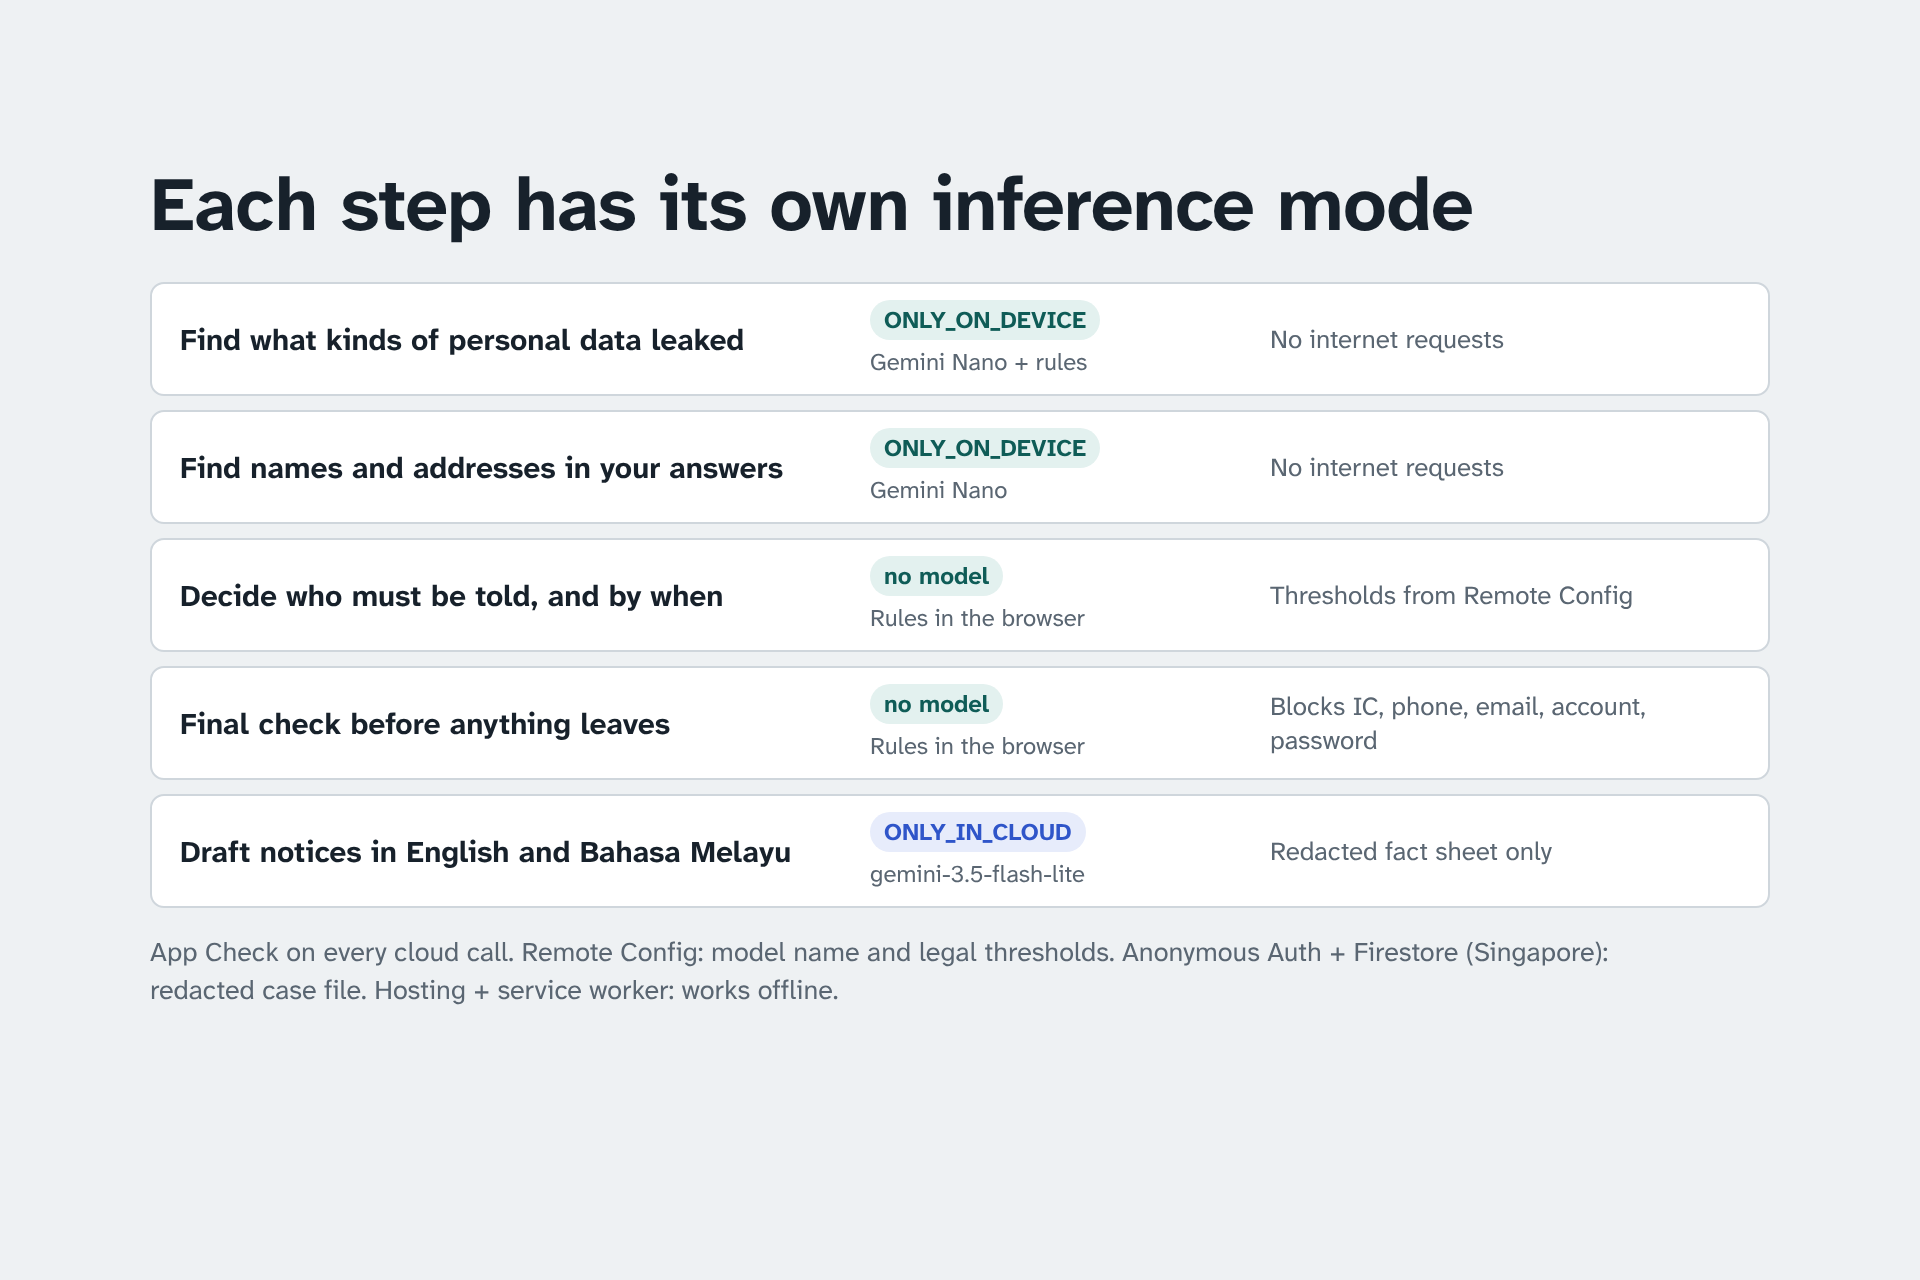 Each step has its own inference mode
Find what kinds of personal data leaked
ONLY_ON_DEVICE
Gemini Nano + rules
No internet requests
Find names and addresses in your answers
ONLY_ON_DEVICE
Gemini Nano
No internet requests
Decide who must be told, and by when
no model
Rules in the browser
Thresholds from Remote Config
Final check before anything leaves
no model
Rules in the browser
Blocks IC, phone, email, account,
password
Draft notices in English and Bahasa Melayu
ONLY_IN_CLOUD
gemini-3.5-flash-lite
Redacted fact sheet only
App Check on every cloud call. Remote Config: model name and legal thresholds. Anonymous Auth + Firestore (Singapore):
redacted case file. Hosting + service worker: works offline.